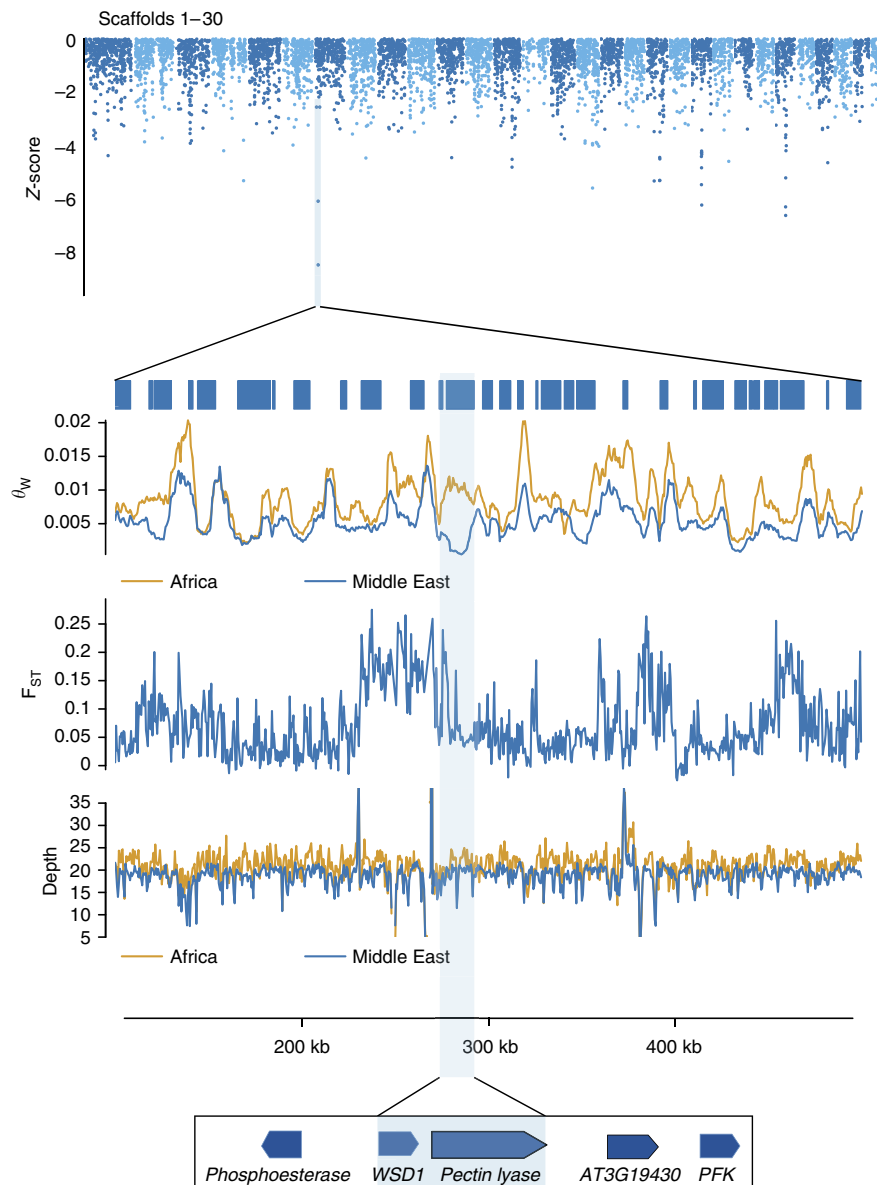 Scaffolds 1–30
0
−2
−4
−6
−8
Z-score
0.02
0.015
0.01
0.005
θW
Africa Middle East
0.25
0.2
0.15
0.1
0.05
0
FST
35
30
25
20
15
10
5
Depth
Africa Middle East
200 kb 300 kb 400 kb
Phosphoesterase WSD1 Pectin lyase AT3G19430 PFK